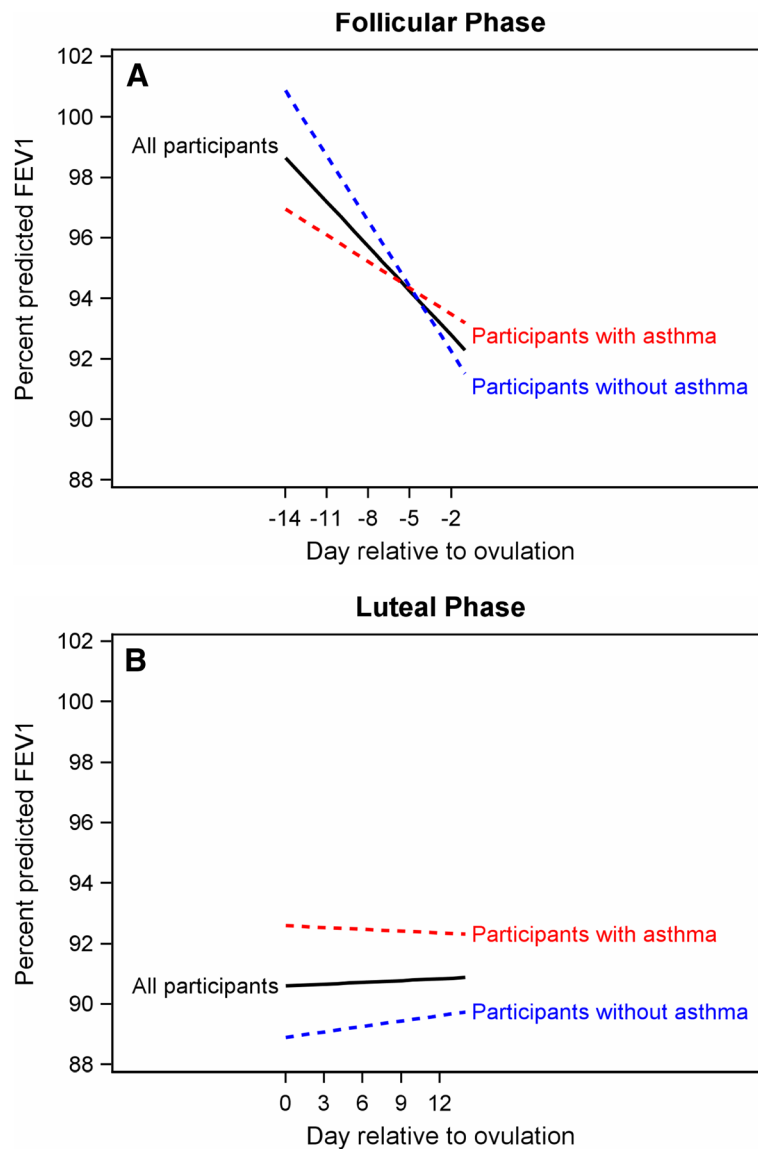 Follicular Phase
A
102
100
98
96
94
92
90
88
Percent predicted FEV1
All participants
Participants with asthma
Participants without asthma
-14 -11 -8 -5 -2
Day relative to ovulation
Luteal Phase
B
102
100
98
96
94
92
90
88
Percent predicted FEV1
Participants with asthma
All participants
Participants without asthma
0 3 6 9 12
Day relative to ovulation